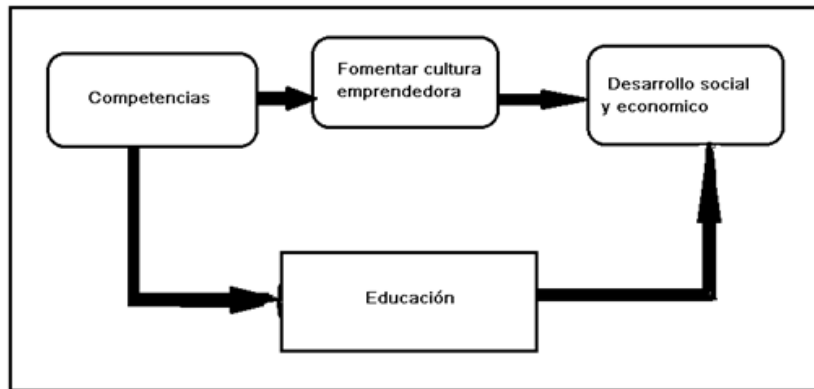 Competencias
Fomentar cultura
emprendedora
Desarrollo social
y economico
Educación